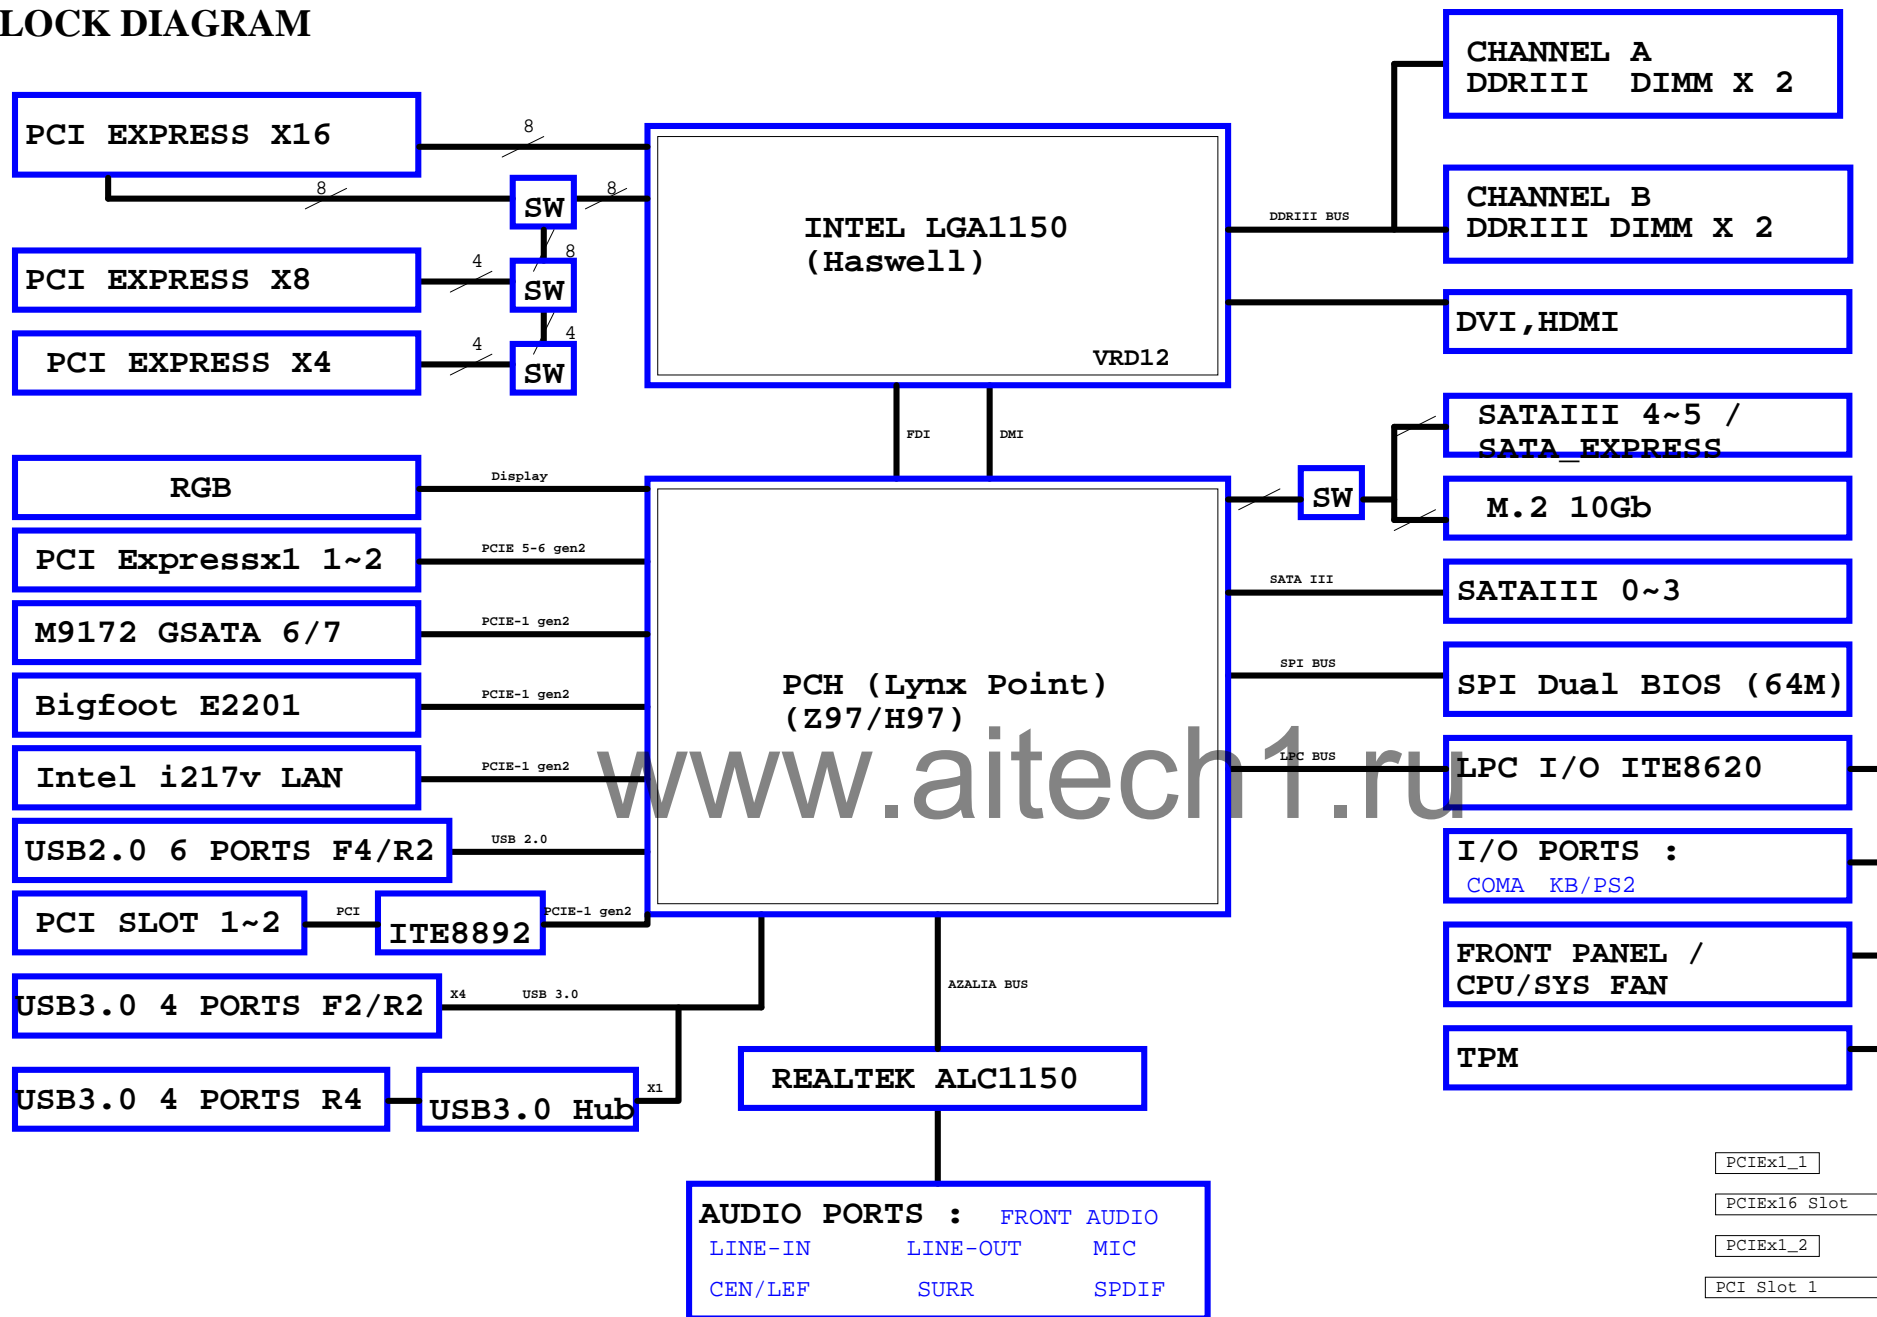 LOCK DIAGRAM
CHANNEL A
DDRIII DIMM X 2
PCI EXPRESS X16
8
8
SW
8
CHANNEL B
DDRIII DIMM X 2
DDRIII BUS
INTEL LGA1150
(Haswell)
VRD12
PCI EXPRESS X8
4
SW
8
PCI EXPRESS X4
4
SW
4
DVI,HDMI
FDI
DMI
SATAIII 4~5 /
SATA_EXPRESS
SW
M.2 10Gb
RGB
Display
PCI Expressx1 1~2
PCIE 5-6 gen2
M9172 GSATA 6/7
PCIE-1 gen2
Bigfoot E2201
PCIE-1 gen2
Intel i217v LAN
PCIE-1 gen2
USB2.0 6 PORTS F4/R2
USB 2.0
PCI SLOT 1~2
PCI
ITE8892
PCIE-1 gen2
USB3.0 4 PORTS F2/R2
X4
USB 3.0
USB3.0 4 PORTS R4
USB3.0 Hub
X1
PCH (Lynx Point)
(Z97/H97)
www.aitech1.ru
SATA III
SATAIII 0~3
SPI BUS
SPI Dual BIOS (64M)
LPC BUS
LPC I/O ITE8620
I/O PORTS :
COMA KB/PS2
FRONT PANEL /
CPU/SYS FAN
TPM
AZALIA BUS
REALTEK ALC1150
AUDIO PORTS : FRONT AUDIO
LINE-IN LINE-OUT MIC
CEN/LEF SURR SPDIF
PCIEx1_1
PCIEx16 Slot
PCIEx1_2
PCI Slot 1